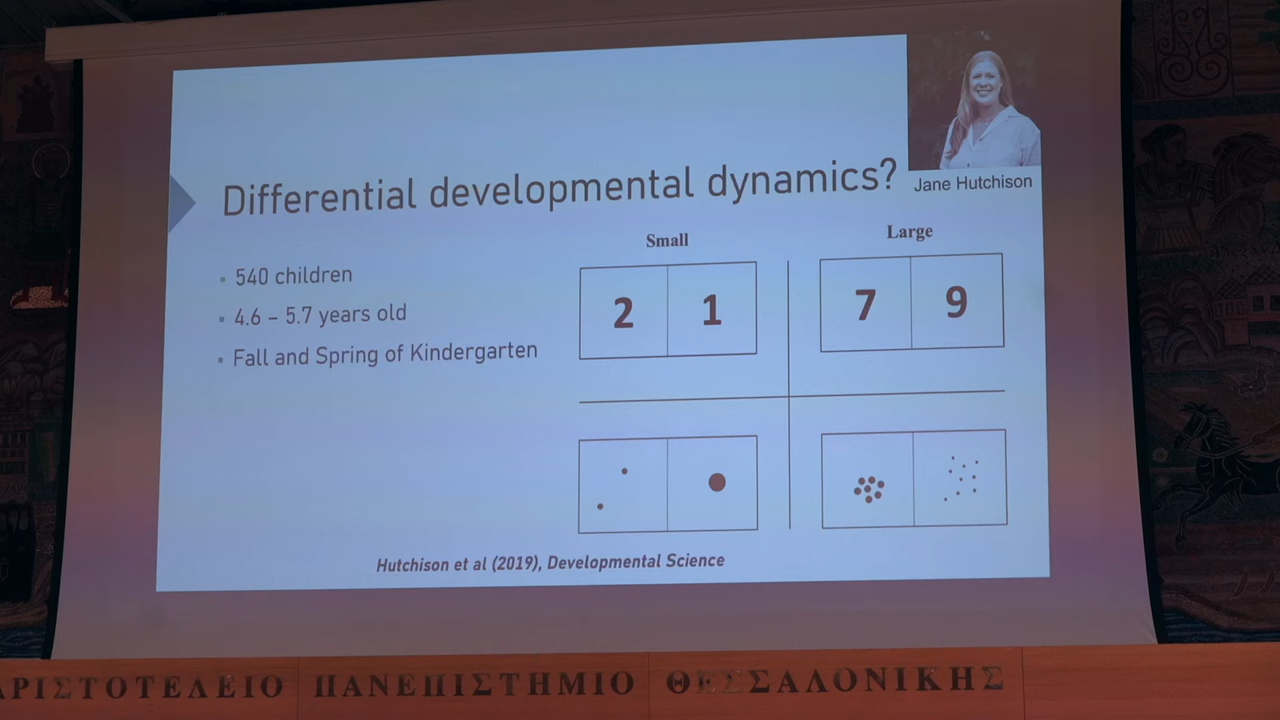 Differential developmental dynamics?
Jane Hutchison
540 children
4.6 – 5.7 years old
Fall and Spring of Kindergarten
Small
Large
2 1
7 9
Hutchison et al (2019), Developmental Science
ΑΡΙΣΤΟΤΕΛΕΙΟ ΠΑΝΕΠΙΣΤΗΜΙΟ ΘΕΣΣΑΛΟΝΙΚΗΣ